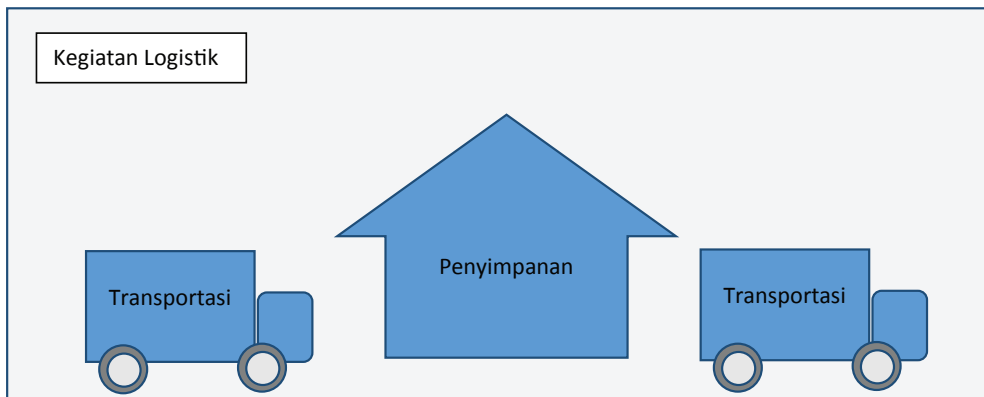 Kegiatan Logistik
Penyimpanan
Transportasi
Transportasi